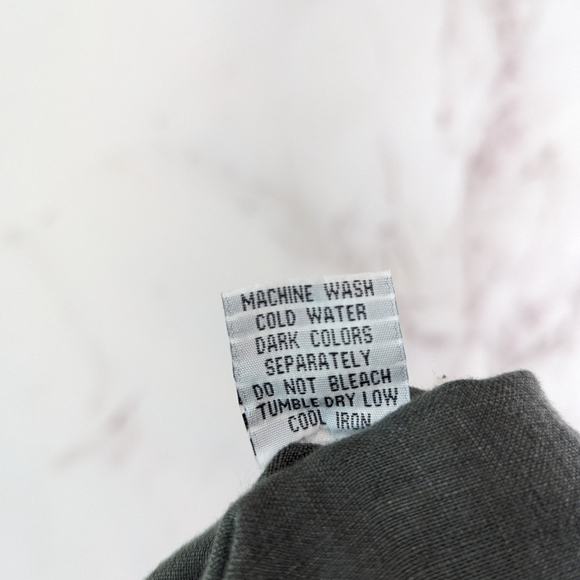 MACHINE WASH
COLD WATER
DARK COLORS
SEPARATELY
DO NOT BLEACH
TUMBLE DRY LOW
COOL IRON